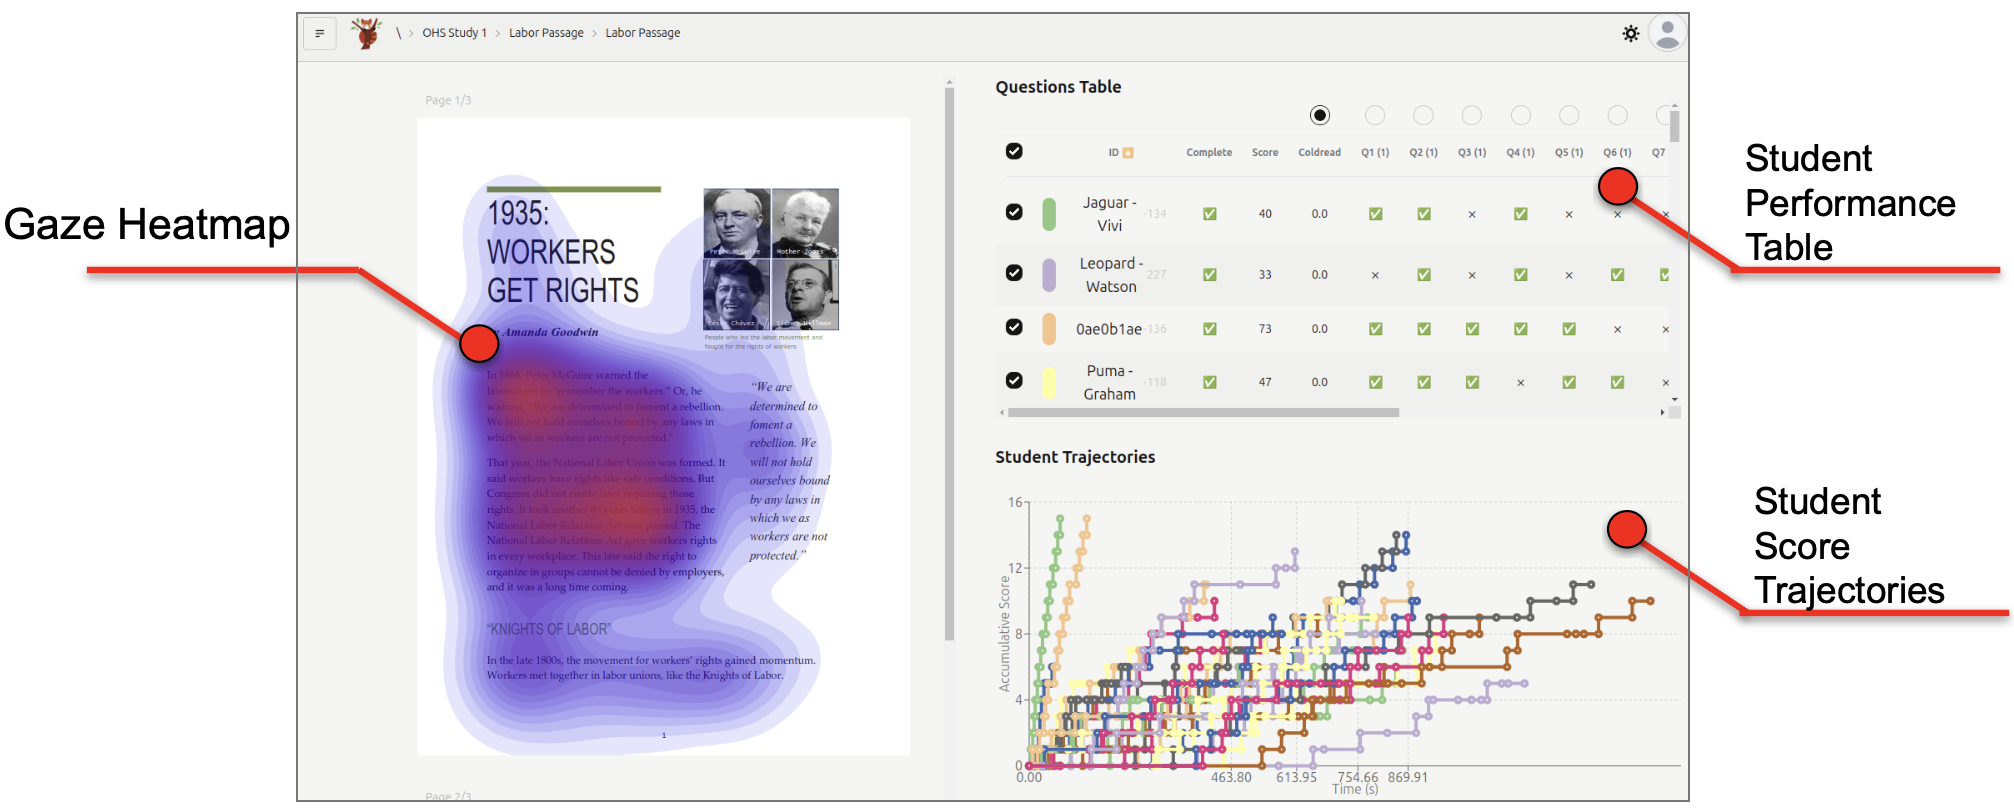 Gaze Heatmap
\ > OHS Study 1 > Labor Passage > Labor Passage
Page 1/3
1935:
WORKERS
GET RIGHTS
Amanda Goodwin
Peter McGuire
Mother Jones
Cesar Chavez
Sidney Hillman
People who led the labor movement and
fought for the rights of workers
In 1866, Peter McGuire warned the
lawmakers to "remember the workers." Or, he
warned, "We are determined to foment a rebellion.
We will not hold ourselves bound by any laws in
which we as workers are not protected."
That year, the National Labor Union was formed. It
said workers have rights like safe conditions. But
Congress did not create laws requiring those
rights. It took another 69 years before in 1935, the
National Labor Relations Act was passed. The
National Labor Relations Act gave workers rights
in every workplace. This law said the right to
organize in groups cannot be denied by employers,
and it was a long time coming.
“We are
determined to
foment a
rebellion. We
will not hold
ourselves bound
by any laws in
which we as
workers are not
protected.”
“KNIGHTS OF LABOR”
In the late 1800s, the movement for workers’ rights gained momentum.
Workers met together in labor unions, like the Knights of Labor.
1
Page 2/3
Questions Table
ID Complete Score Coldread Q1 (1) Q2 (1) Q3 (1) Q4 (1) Q5 (1) Q6 (1) Q7
Jaguar - Vivi -134 ✅ 40 0.0 ✅ ✅ × ✅ × × ×
Leopard - Watson -227 ✅ 33 0.0 × ✅ × ✅ × ✅ ✅
0ae0b1ae -136 ✅ 73 0.0 ✅ ✅ ✅ ✅ ✅ × ×
Puma - Graham -118 ✅ 47 0.0 ✅ ✅ ✅ × ✅ ✅ ×
Student Trajectories
Accumulative Score
16
12
8
4
0
0.00 463.80 613.95 754.66 869.91
Time (s)
Student
Performance
Table
Student
Score
Trajectories